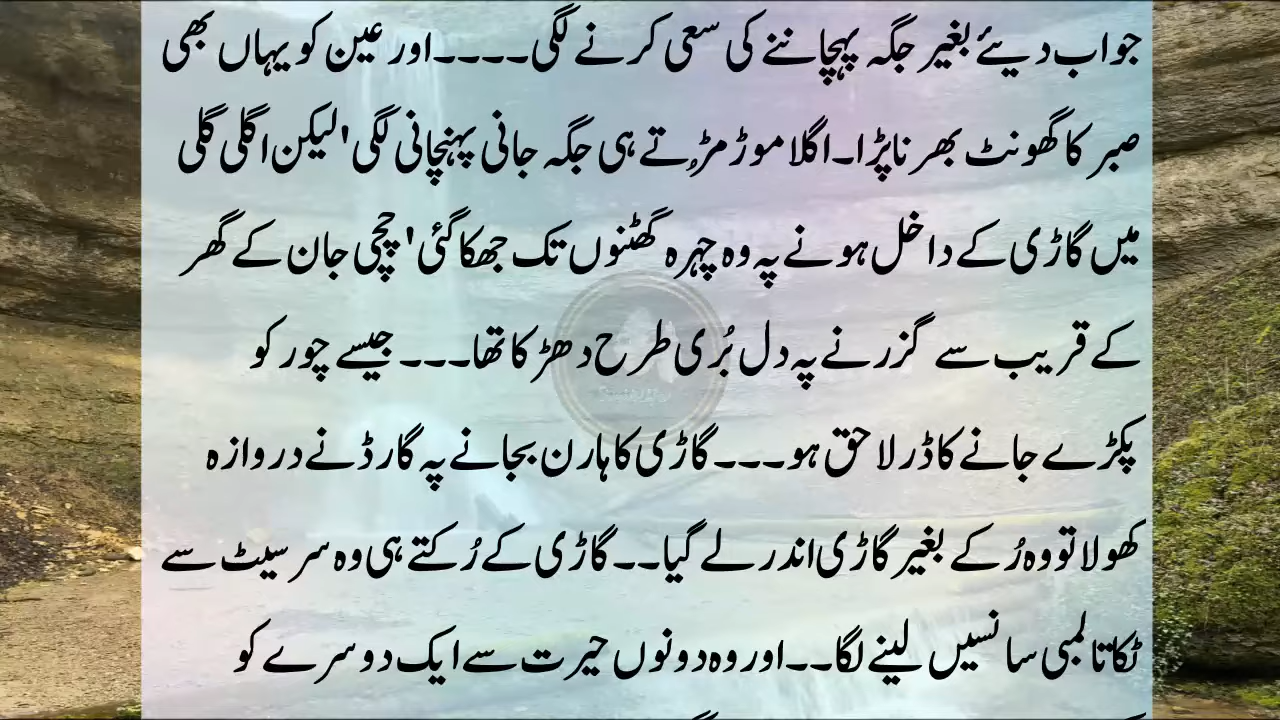 جواب دیئے بغیر جگہ پہچاننے کی سعی کرنے لگی۔۔۔۔اور عین کو یہاں بھی
صبر کا گھونٹ بھرنا پڑا۔اگلا موڑ مڑتے ہی جگہ جانی پہنچانی لگی'لیکن اگلی گلی
میں گاڑی کے داخل ہونے پہ وہ چہرہ گھٹنوں تک جھکا گئی'چچی جان کے گھر
کے قریب سے گزرنے پہ دل بُری طرح دھڑکا تھا۔۔۔جیسے چور کو
پکڑے جانے کا ڈر لاحق ہو۔۔۔گاڑی کا ہارن بجانے پہ گارڈ نے دروازہ
کھولا تو وہ رُکے بغیر گاڑی اندر لے گیا۔۔گاڑی کے رُکتے ہی وہ سر سیٹ سے
ٹکاتا لمبی سانسیں لینے لگا۔۔اور وہ دونوں حیرت سے ایک دوسرے کو